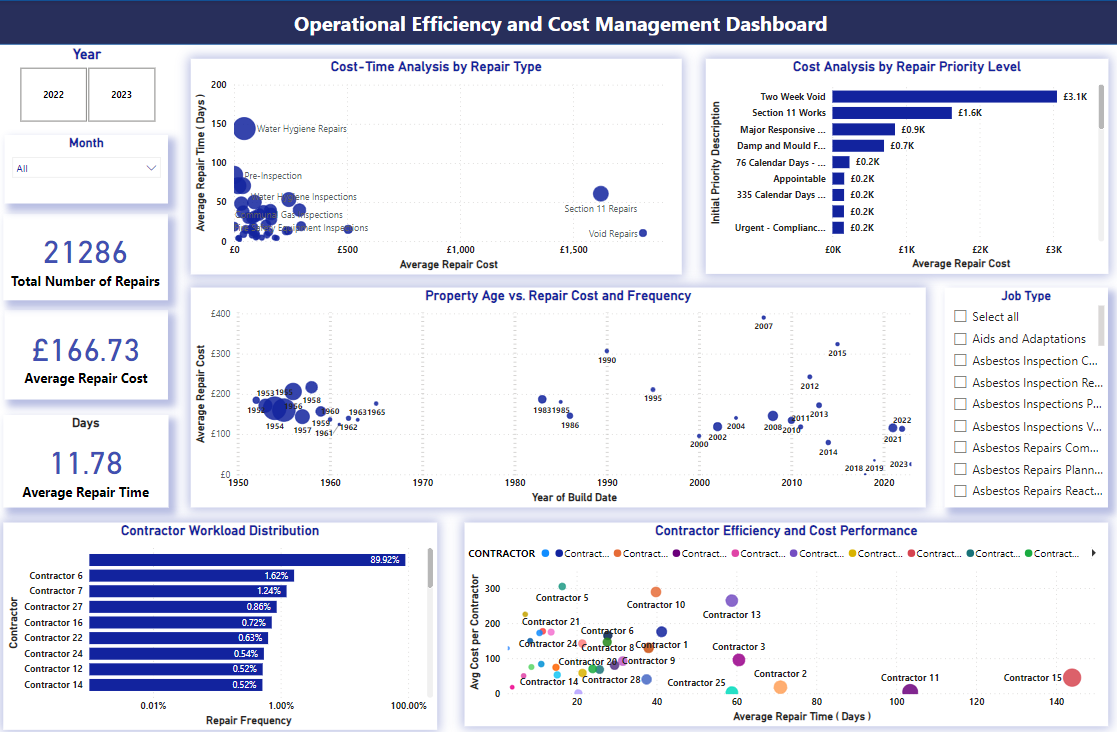 Operational Efficiency and Cost Management Dashboard
Year
2022
2023
Month
All
21286
Total Number of Repairs
£166.73
Average Repair Cost
Days
11.78
Average Repair Time
Cost-Time Analysis by Repair Type
Average Repair Time ( Days )
200
150
100
50
0
Water Hygiene Repairs
Pre-Inspection
Water Hygiene Inspections
Communal Gas Inspections
Equipment Inspections
Section 11 Repairs
Void Repairs
£0
£500
£1,000
£1,500
Average Repair Cost
Cost Analysis by Repair Priority Level
Initial Priority Description
Two Week Void
£3.1K
Section 11 Works
£1.6K
Major Responsive ...
£0.9K
Damp and Mould F...
£0.7K
76 Calendar Days - ...
£0.2K
Appointable
£0.2K
335 Calendar Days ...
£0.2K
£0.2K
Urgent - Complianc...
£0.2K
£0K
£1K
£2K
£3K
Average Repair Cost
Property Age vs. Repair Cost and Frequency
Average Repair Cost
£400
£300
£200
£100
£0
1953
1954
1956
1957
1958
1959
1960
1961
1962
1963
1965
1983
1985
1986
1990
1995
2000
2002
2004
2007
2008
2010
2011
2012
2013
2014
2015
2018
2019
2021
2022
2023
1950
1960
1970
1980
1990
2000
2010
2020
Year of Build Date
Job Type
Select all
Aids and Adaptations
Asbestos Inspection C...
Asbestos Inspection Re...
Asbestos Inspections P...
Asbestos Inspections V...
Asbestos Repairs Com...
Asbestos Repairs Plann...
Asbestos Repairs React...
Contractor Workload Distribution
Contractor
89.92%
Contractor 6
1.62%
Contractor 7
1.24%
Contractor 27
0.86%
Contractor 16
0.72%
Contractor 22
0.63%
Contractor 24
0.54%
Contractor 12
0.52%
Contractor 14
0.52%
0.01%
1.00%
100.00%
Repair Frequency
Contractor Efficiency and Cost Performance
CONTRACTOR
Contract...
Contract...
Contract...
Contract...
Contract...
Contract...
Contract...
Contract...
Contract...
Avg Cost per Contractor
300
200
100
0
Contractor 5
Contractor 10
Contractor 13
Contractor 21
Contractor 6
Contractor 24
Contractor 8
Contractor 1
Contractor 3
Contractor 20
Contractor 9
Contractor 14
Contractor 28
Contractor 25
Contractor 2
Contractor 11
Contractor 15
20
40
60
80
100
120
140
Average Repair Time ( Days )